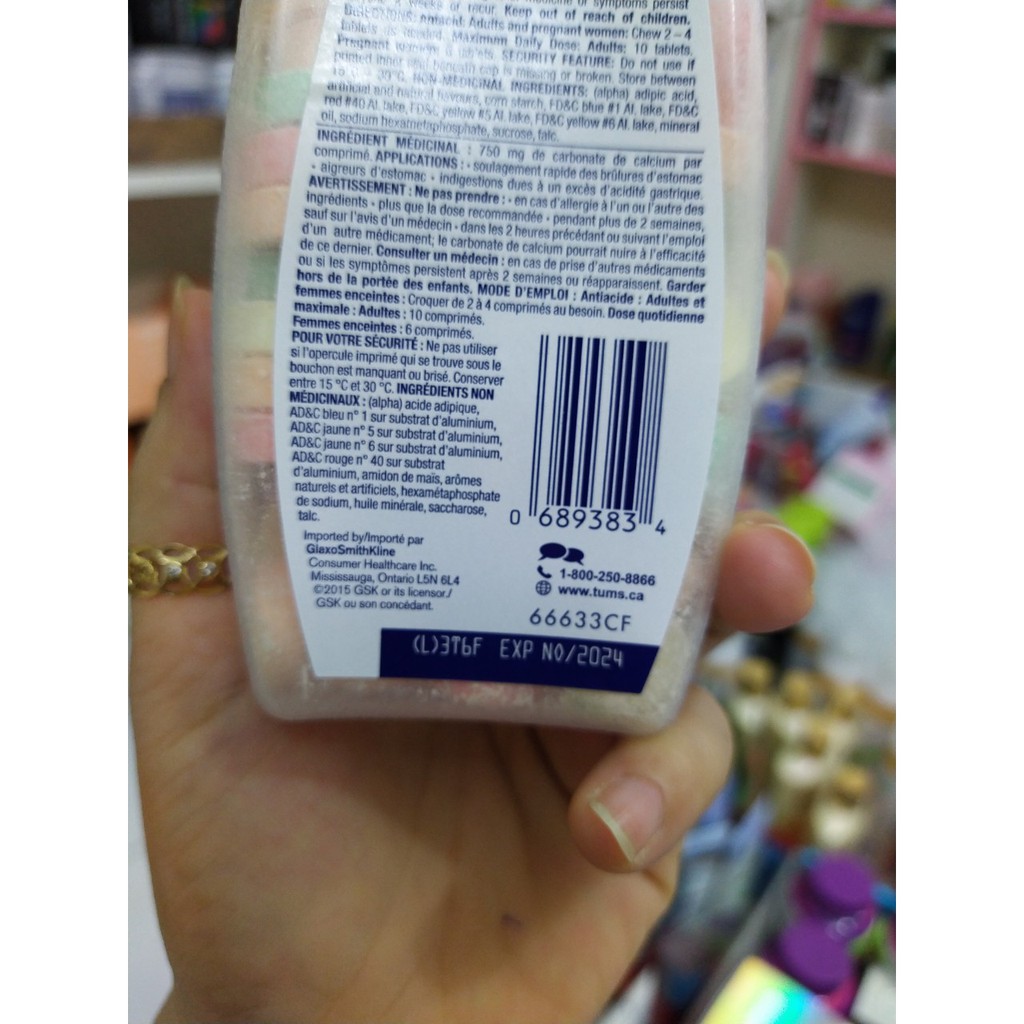 medicine or symptoms persist
weeks or recur. Keep out of reach of children.
DIRECTIONS: Antacid: Adults and pregnant women: Chew 2 – 4
tablets as needed. Maximum Daily Dose: Adults: 10 tablets.
Pregnant women: 6 tablets. SECURITY FEATURE: Do not use if
printed inner seal beneath cap is missing or broken. Store between
15 °C - 30°C. NON-MEDICINAL INGREDIENTS: (alpha) adipic acid,
artificial and natural flavours, corn starch, FD&C blue #1 Al. lake, FD&C
red #40 Al. lake, FD&C yellow #5 Al. lake, FD&C yellow #6 Al. lake, mineral
oil, sodium hexametaphosphate, sucrose, talc.
INGRÉDIENT MÉDICINAL : 750 mg de carbonate de calcium par
comprimé. APPLICATIONS : • soulagement rapide des brûlures d'estomac
• aigreurs d'estomac • indigestions dues à un excès d'acidité gastrique.
AVERTISSEMENT : Ne pas prendre : • en cas d'allergie à l'un ou l'autre des
ingrédients • plus que la dose recommandée • pendant plus de 2 semaines,
sauf sur l'avis d'un médecin • dans les 2 heures précédant ou suivant l'emploi
d'un autre médicament; le carbonate de calcium pourrait nuire à l'efficacité
de ce dernier. Consulter un médecin : en cas de prise d'autres médicaments
ou si les symptômes persistent après 2 semaines ou réapparaissent. Garder
hors de la portée des enfants. MODE D'EMPLOI : Antiacide : Adultes et
femmes enceintes : Croquer de 2 à 4 comprimés au besoin. Dose quotidienne
maximale : Adultes : 10 comprimés.
Femmes enceintes : 6 comprimés.
POUR VOTRE SÉCURITÉ : Ne pas utiliser
si l'opercule imprimé qui se trouve sous le
bouchon est manquant ou brisé. Conserver
entre 15 °C et 30 °C. INGRÉDIENTS NON
MÉDICINAUX : (alpha) acide adipique,
AD&C bleu n° 1 sur substrat d'aluminium,
AD&C jaune n° 5 sur substrat d'aluminium,
AD&C jaune n° 6 sur substrat d'aluminium,
AD&C rouge n° 40 sur substrat
d'aluminium, amidon de maïs, arômes
naturels et artificiels, hexamétaphosphate
de sodium, huile minérale, saccharose,
talc.
Imported by/Importé par
GlaxoSmithKline
Consumer Healthcare Inc.
Mississauga, Ontario L5N 6L4
©2015 GSK or its licensor./
GSK ou son concédant.
0 689383 4
1-800-250-8866
www.tums.ca
66633CF
(L)3T6F EXP NO/2024